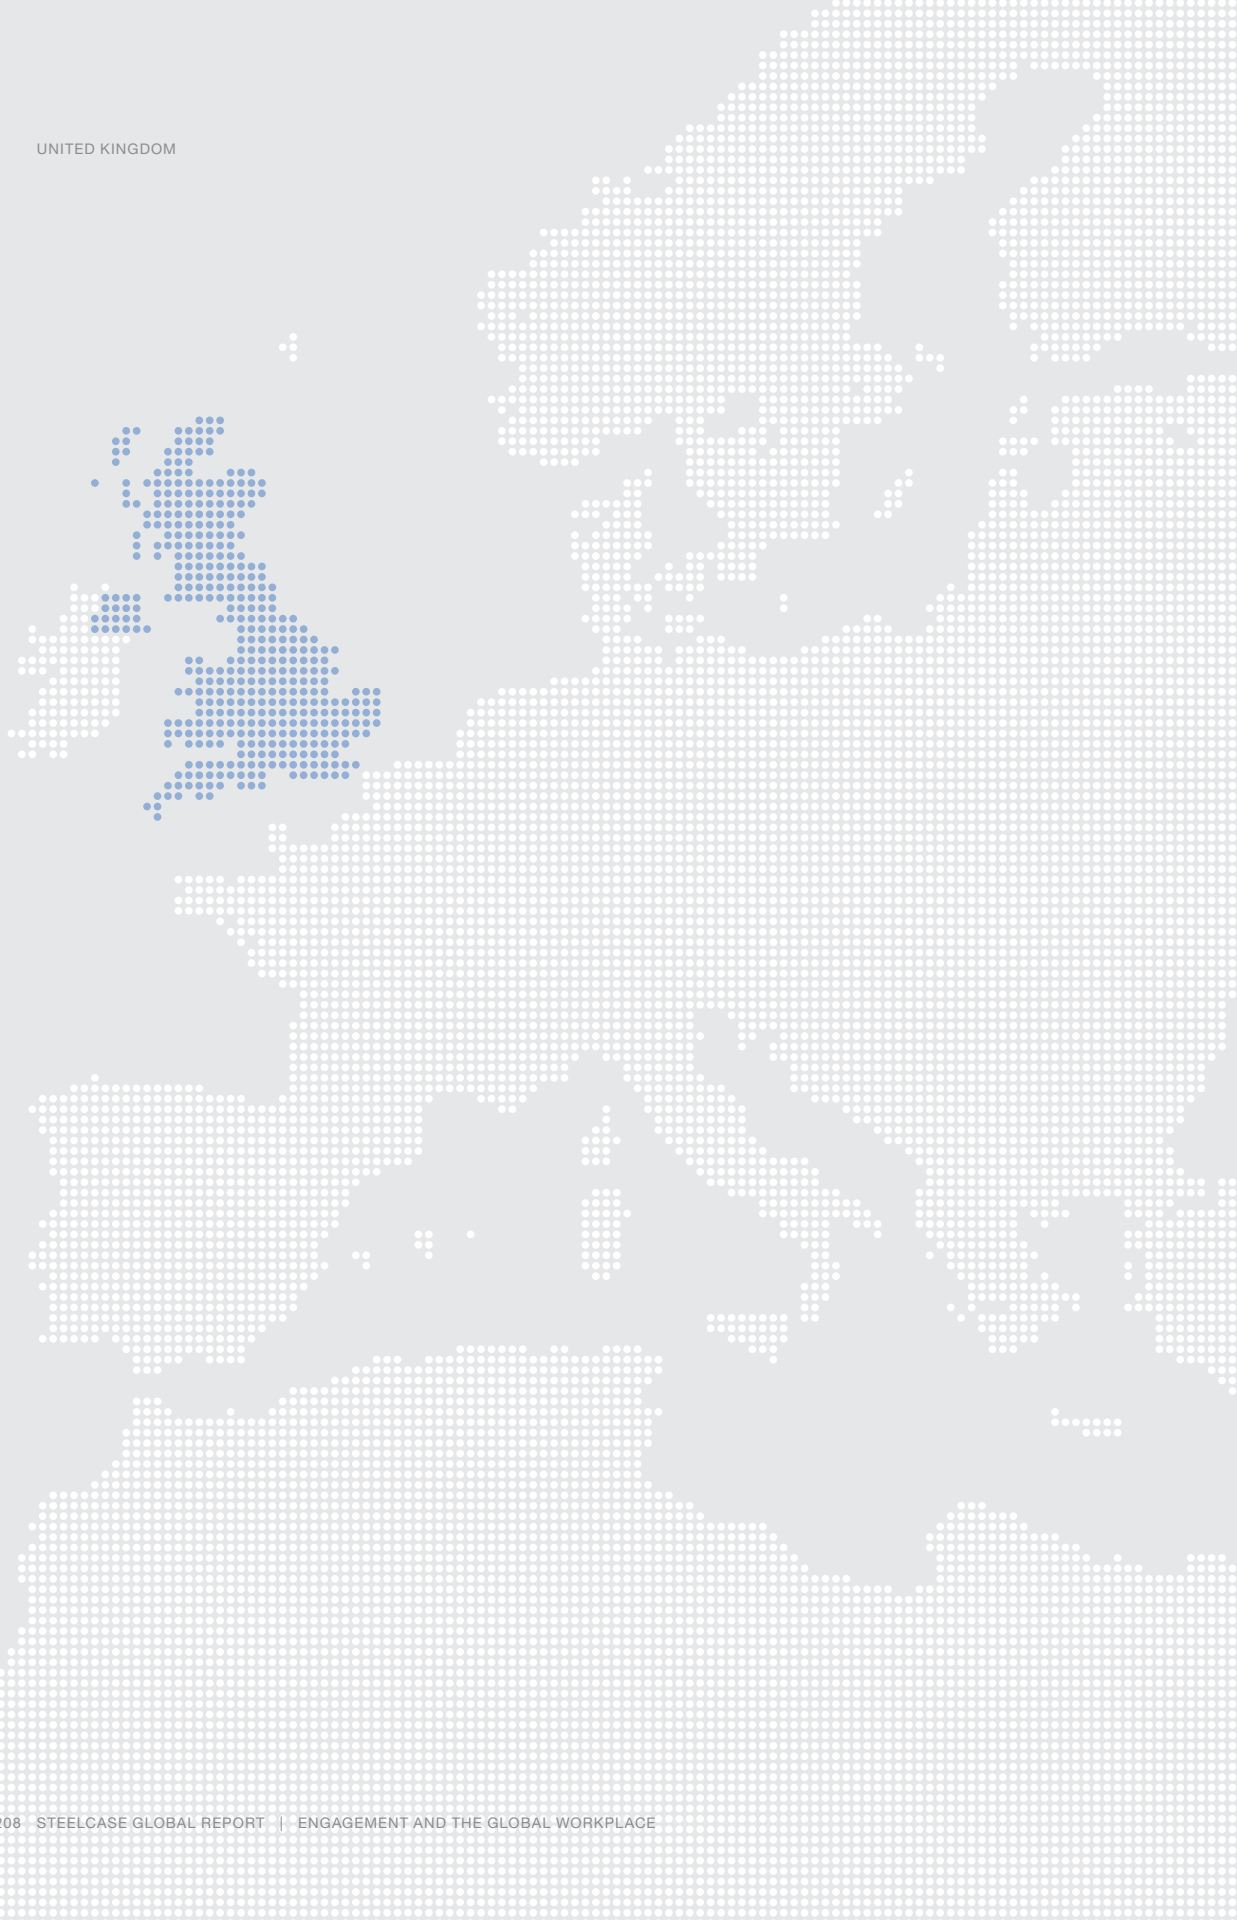 UNITED KINGDOM
208 STEELCASE GLOBAL REPORT | ENGAGEMENT AND THE GLOBAL WORKPLACE